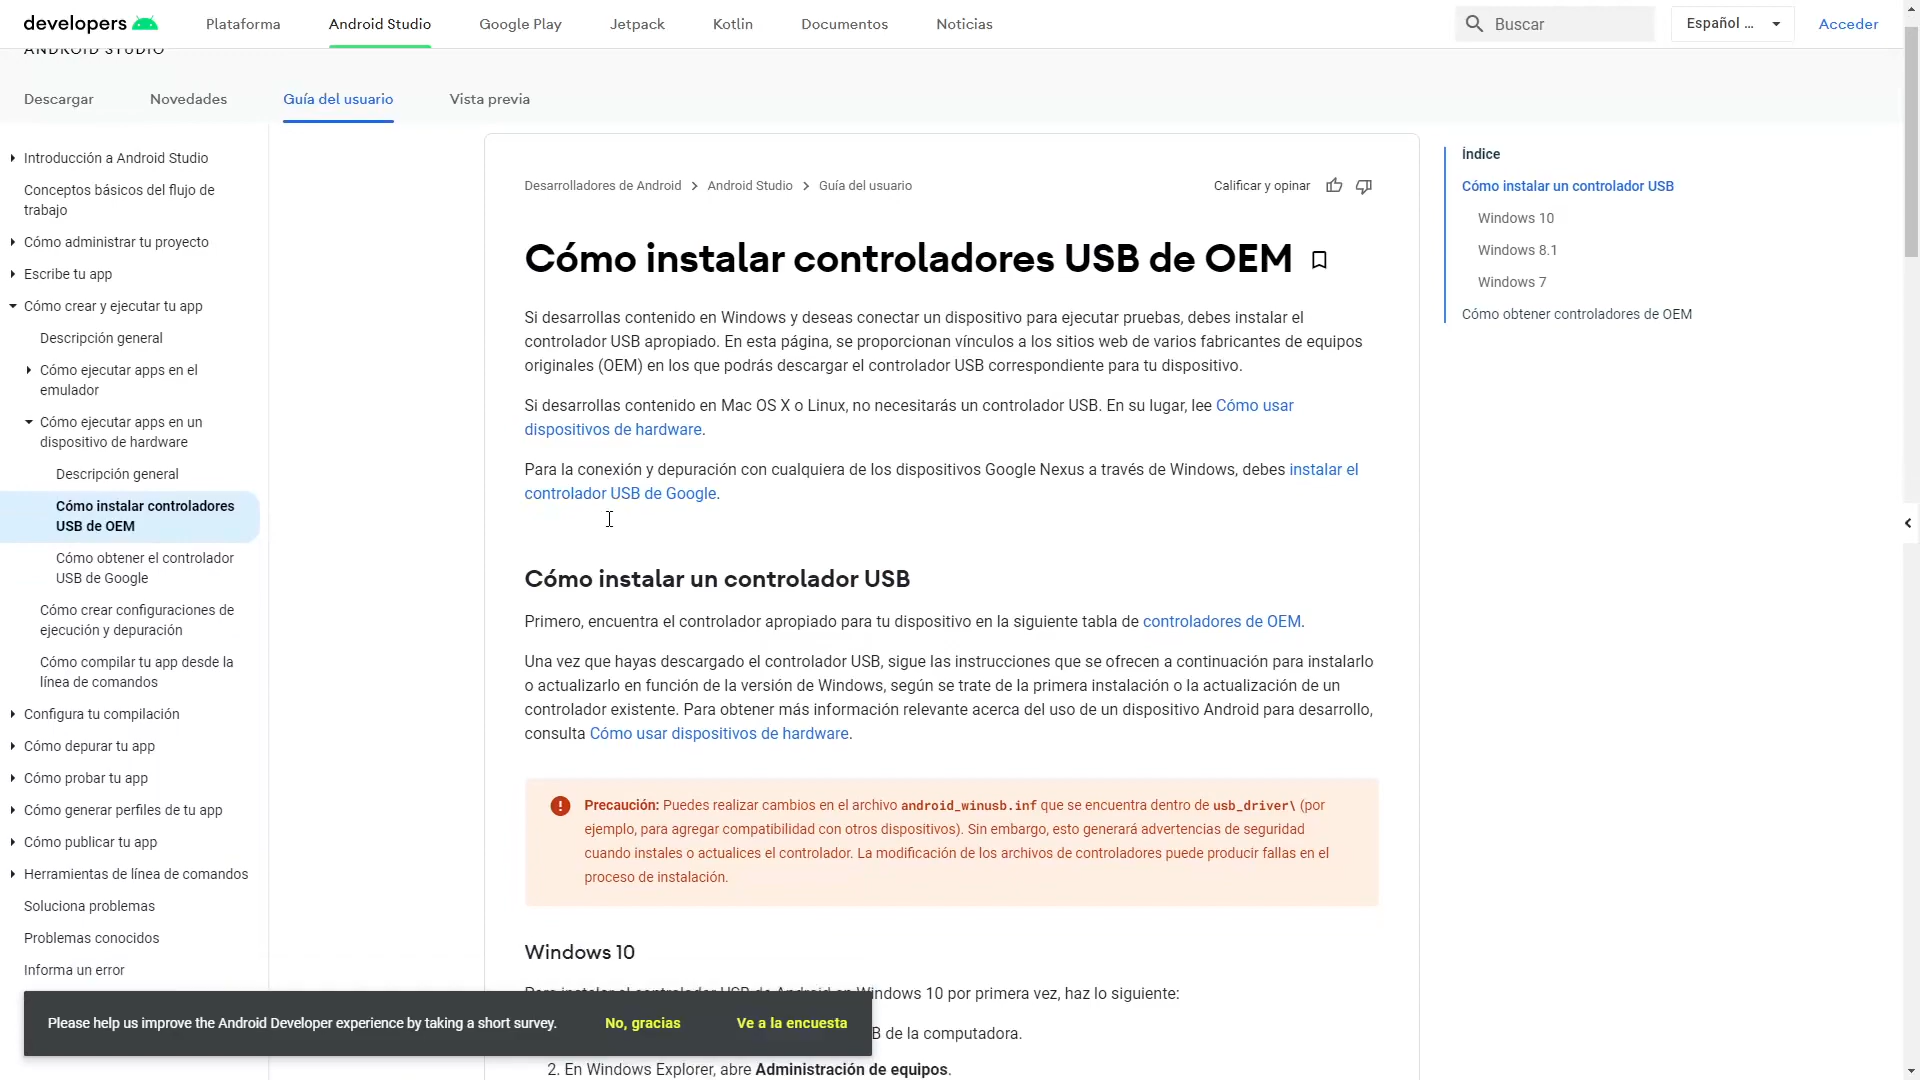 developers
Plataforma
Android Studio
Google Play
Jetpack
Kotlin
Documentos
Noticias
Buscar
Español ...
Acceder
ANDROID STUDIO
Descargar
Novedades
Guía del usuario
Vista previa
Introducción a Android Studio
Conceptos básicos del flujo de
trabajo
Cómo administrar tu proyecto
Escribe tu app
Cómo crear y ejecutar tu app
Descripción general
Cómo ejecutar apps en el
emulador
Cómo ejecutar apps en un
dispositivo de hardware
Descripción general
Cómo instalar controladores
USB de OEM
Cómo obtener el controlador
USB de Google
Cómo crear configuraciones de
ejecución y depuración
Cómo compilar tu app desde la
línea de comandos
Configura tu compilación
Cómo depurar tu app
Cómo probar tu app
Cómo generar perfiles de tu app
Cómo publicar tu app
Herramientas de línea de comandos
Soluciona problemas
Problemas conocidos
Informa un error
Desarrolladores de Android > Android Studio > Guía del usuario
Calificar y opinar
Cómo instalar controladores USB de OEM
Si desarrollas contenido en Windows y deseas conectar un dispositivo para ejecutar pruebas, debes instalar el
controlador USB apropiado. En esta página, se proporcionan vínculos a los sitios web de varios fabricantes de equipos
originales (OEM) en los que podrás descargar el controlador USB correspondiente para tu dispositivo.
Si desarrollas contenido en Mac OS X o Linux, no necesitarás un controlador USB. En su lugar, lee Cómo usar
dispositivos de hardware.
Para la conexión y depuración con cualquiera de los dispositivos Google Nexus a través de Windows, debes instalar el
controlador USB de Google.
Cómo instalar un controlador USB
Primero, encuentra el controlador apropiado para tu dispositivo en la siguiente tabla de controladores de OEM.
Una vez que hayas descargado el controlador USB, sigue las instrucciones que se ofrecen a continuación para instalarlo
o actualizarlo en función de la versión de Windows, según se trate de la primera instalación o la actualización de un
controlador existente. Para obtener más información relevante acerca del uso de un dispositivo Android para desarrollo,
consulta Cómo usar dispositivos de hardware.
Precaución: Puedes realizar cambios en el archivo android_winusb.inf que se encuentra dentro de usb_driver\ (por
ejemplo, para agregar compatibilidad con otros dispositivos). Sin embargo, esto generará advertencias de seguridad
cuando instales o actualices el controlador. La modificación de los archivos de controladores puede producir fallas en el
proceso de instalación.
Windows 10
Para instalar el controlador USB de Android en Windows 10 por primera vez, haz lo siguiente:
B de la computadora.
2. En Windows Explorer, abre Administración de equipos.
Índice
Cómo instalar un controlador USB
Windows 10
Windows 8.1
Windows 7
Cómo obtener controladores de OEM
Please help us improve the Android Developer experience by taking a short survey.
No, gracias
Ve a la encuesta